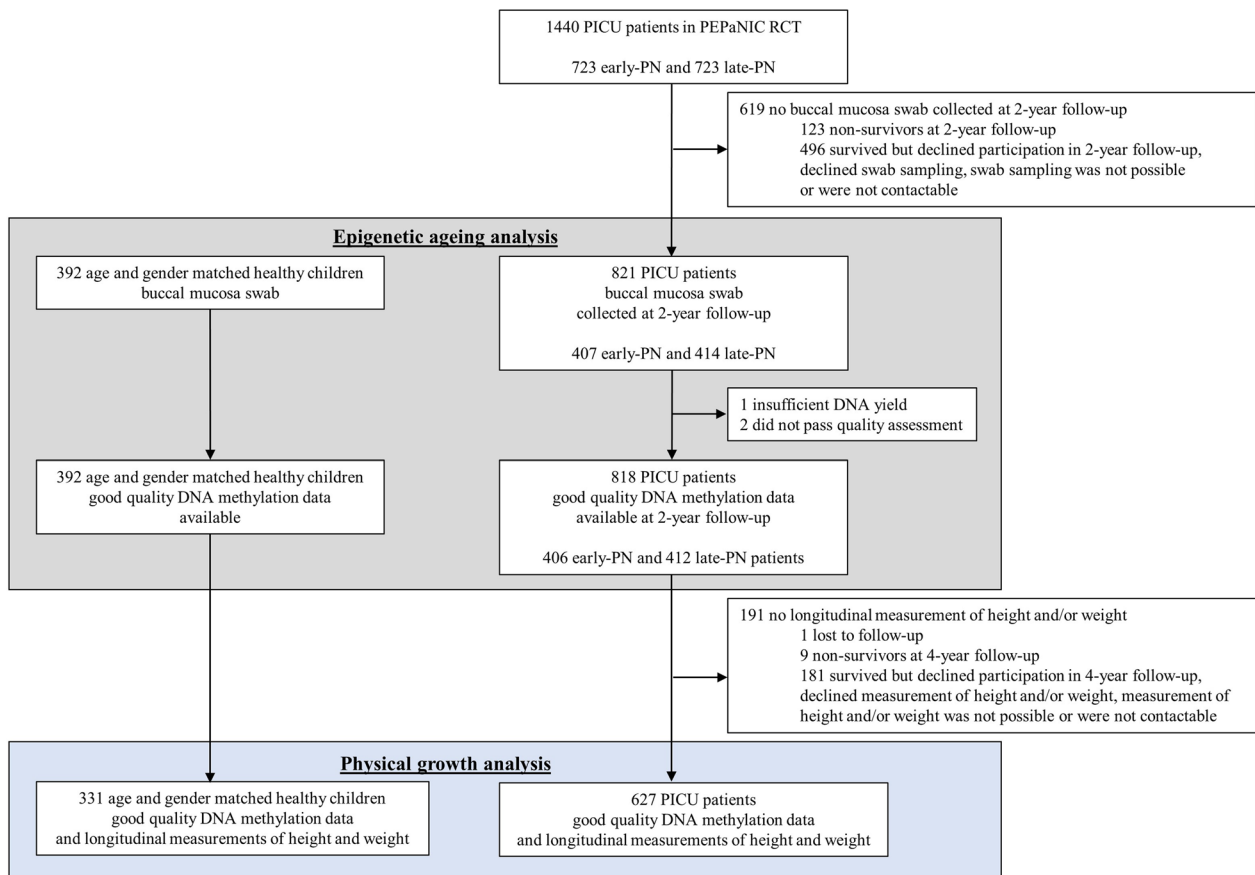 1440 PICU patients in PEPaNIC RCT
723 early-PN and 723 late-PN
619 no buccal mucosa swab collected at 2-year follow-up
123 non-survivors at 2-year follow-up
496 survived but declined participation in 2-year follow-up,
declined swab sampling, swab sampling was not possible
or were not contactable
Epigenetic ageing analysis
392 age and gender matched healthy children
buccal mucosa swab
821 PICU patients
buccal mucosa swab
collected at 2-year follow-up
407 early-PN and 414 late-PN
1 insufficient DNA yield
2 did not pass quality assessment
392 age and gender matched healthy children
good quality DNA methylation data
available
818 PICU patients
good quality DNA methylation data
available at 2-year follow-up
406 early-PN and 412 late-PN patients
191 no longitudinal measurement of height and/or weight
1 lost to follow-up
9 non-survivors at 4-year follow-up
181 survived but declined participation in 4-year follow-up,
declined measurement of height and/or weight, measurement of
height and/or weight was not possible or were not contactable
Physical growth analysis
331 age and gender matched healthy children
good quality DNA methylation data
and longitudinal measurements of height and weight
627 PICU patients
good quality DNA methylation data
and longitudinal measurements of height and weight